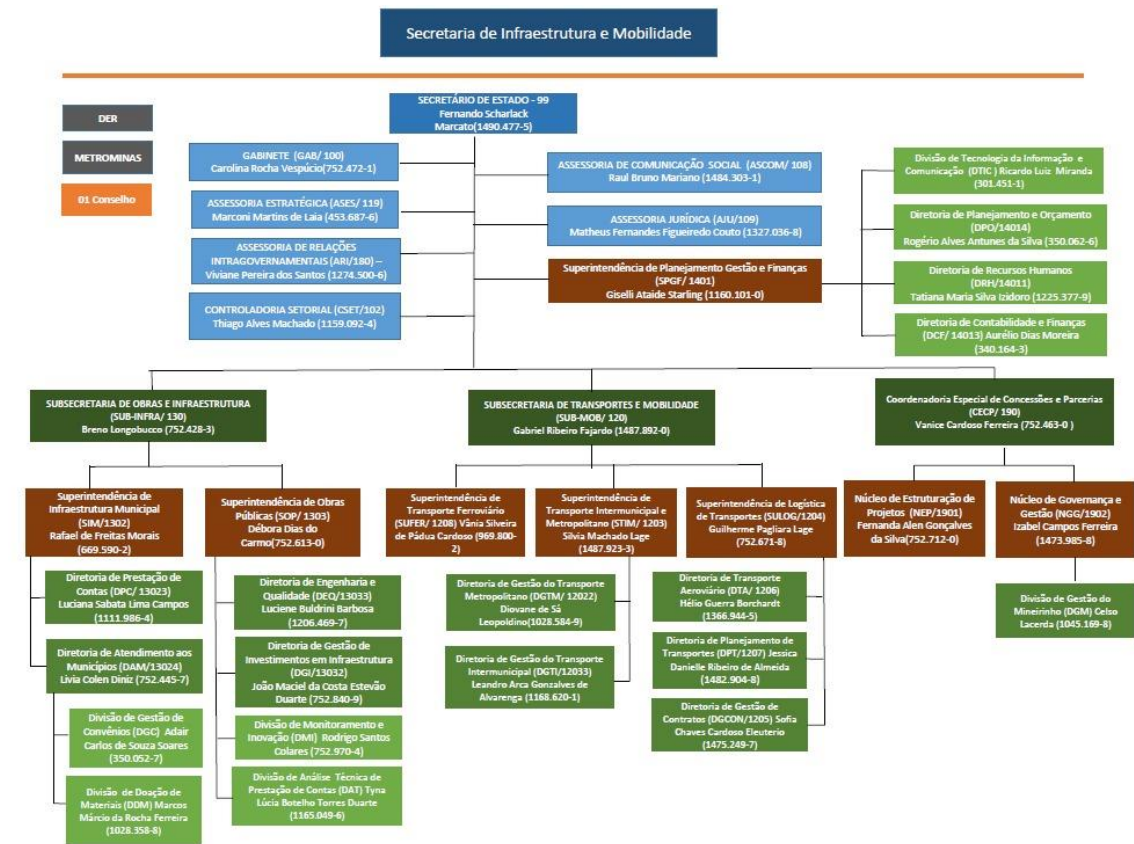 Secretaria de Infraestrutura e Mobilidade
DER
METROMINAS
01 Conselho
SECRETÁRIO DE ESTADO - 99
Fernando Scharlack
Marcato(1490.477-5)
GABINETE (GAB/ 100)
Carolina Rocha Vespúcio(752.472-1)
ASSESSORIA ESTRATÉGICA (ASES/ 119)
Marconi Martins de Laia (453.687-6)
ASSESSORIA DE RELAÇÕES
INTRAGOVERNAMENTAIS (ARI/180) –
Viviane Pereira dos Santos (1274.500-6)
CONTROLADORIA SETORIAL (CSET/102)
Thiago Alves Machado (1159.092-4)
ASSESSORIA DE COMUNICAÇÃO SOCIAL (ASCOM/ 108)
Raul Bruno Mariano (1484.303-1)
ASSESSORIA JURÍDICA (AJU/109)
Matheus Fernandes Figueiredo Couto (1327.036-8)
Superintendência de Planejamento Gestão e Finanças
(SPGF/ 1401)
Giselli Ataide Starling (1160.101-0)
Divisão de Tecnologia da Informação e
Comunicação (DTIC ) Ricardo Luiz Miranda
(301.451-1)
Diretoria de Planejamento e Orçamento
(DPO/14014)
Rogério Alves Antunes da Silva (350.062-6)
Diretoria de Recursos Humanos
(DRH/14011)
Tatiana Maria Silva Izidoro (1225.377-9)
Diretoria de Contabilidade e Finanças
(DCF/ 14013) Aurélio Dias Moreira
(340.164-3)
SUBSECRETARIA DE OBRAS E INFRAESTRUTURA
(SUB-INFRA/ 130)
Breno Longobucco (752.428-3)
SUBSECRETARIA DE TRANSPORTES E MOBILIDADE
(SUB-MOB/ 120)
Gabriel Ribeiro Fajardo (1487.892-0)
Coordenadoria Especial de Concessões e Parcerias
(CECP/ 190)
Vanice Cardoso Ferreira (752.463-0 )
Superintendência de
Infraestrutura Municipal
(SIM/1302)
Rafael de Freitas Morais
(669.590-2)
Superintendência de Obras
Públicas (SOP/ 1303)
Débora Dias do
Carmo(752.613-0)
Superintendência de
Transporte Ferroviário
(SUFER/ 1208) Vânia Silveira
de Pádua Cardoso (969.800-
2)
Superintendência de
Transporte Intermunicipal e
Metropolitano (STIM/ 1203)
Silvia Machado Lage
(1487.923-3)
Superintendência de Logística
de Transportes (SULOG/1204)
Guilherme Pagliara Lage
(752.671-8)
Núcleo de Estruturação de
Projetos (NEP/1901)
Fernanda Alen Gonçalves
da Silva(752.712-0)
Núcleo de Governança e
Gestão (NGG/1902)
Izabel Campos Ferreira
(1473.985-8)
Diretoria de Prestação de
Contas (DPC/ 13023)
Luciana Sabata Lima Campos
(1111.986-4)
Diretoria de Atendimento aos
Municípios (DAM/13024)
Livia Colen Diniz (752.445-7)
Divisão de Gestão de
Convênios (DGC) Adair
Carlos de Souza Soares
(350.052-7)
Divisão de Doação de
Materiais (DDM) Marcos
Márcio da Rocha Ferreira
(1028.358-8)
Diretoria de Engenharia e
Qualidade (DEQ/13033)
Luciene Buldrini Barbosa
(1206.469-7)
Diretoria de Gestão de
Investimentos em Infraestrutura
(DGI/13032)
João Maciel da Costa Estevão
Duarte (752.840-9)
Divisão de Monitoramento e
Inovação (DMI) Rodrigo Santos
Colares (752.970-4)
Divisão de Análise Técnica de
Prestação de Contas (DAT) Tyna
Lúcia Botelho Torres Duarte
(1165.049-6)
Diretoria de Gestão do Transporte
Metropolitano (DGTM/ 12022)
Diovane de Sá
Leopoldino(1028.584-9)
Diretoria de Gestão do Transporte
Intermunicipal (DGTI/12033)
Leandro Arca Gonzalves de
Alvarenga (1168.620-1)
Diretoria de Transporte
Aeroviário (DTA/ 1206)
Hélio Guerra Borchardt
(1366.944-5)
Diretoria de Planejamento de
Transportes (DPT/1207) Jessica
Danielle Ribeiro de Almeida
(1482.904-8)
Diretoria de Gestão de
Contratos (DGCON/1205) Sofia
Chaves Cardoso Eleuterio
(1475.249-7)
Divisão de Gestão do
Mineirinho (DGM) Celso
Lacerda (1045.169-8)